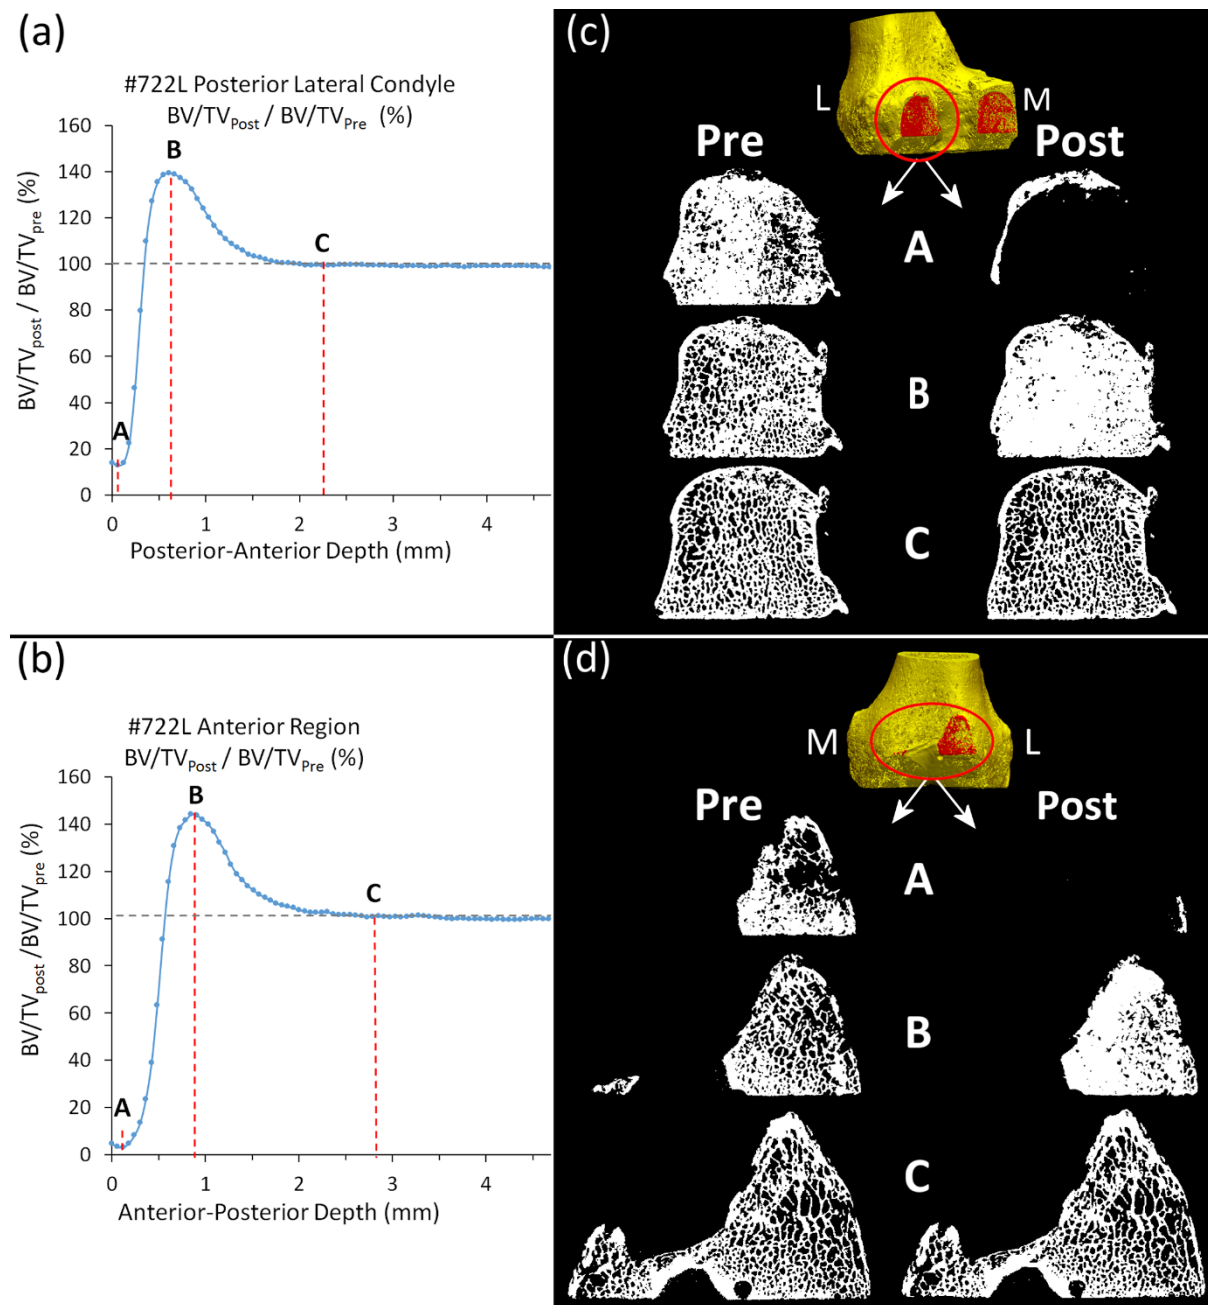 (a)
#722L Posterior Lateral Condyle
BV/TVPost / BV/TVPre (%)
BV/TVpost / BV/TVpre (%)
160
140
120
100
80
60
40
20
0
A
B
C
0 1 2 3 4
Posterior-Anterior Depth (mm)
(c)
L M
Pre Post
A
B
C
(b)
#722L Anterior Region
BV/TVPost / BV/TVPre (%)
BV/TVpost /BV/TVpre (%)
160
140
120
100
80
60
40
20
0
A
B
C
0 1 2 3 4
Anterior-Posterior Depth (mm)
(d)
M L
Pre Post
A
B
C